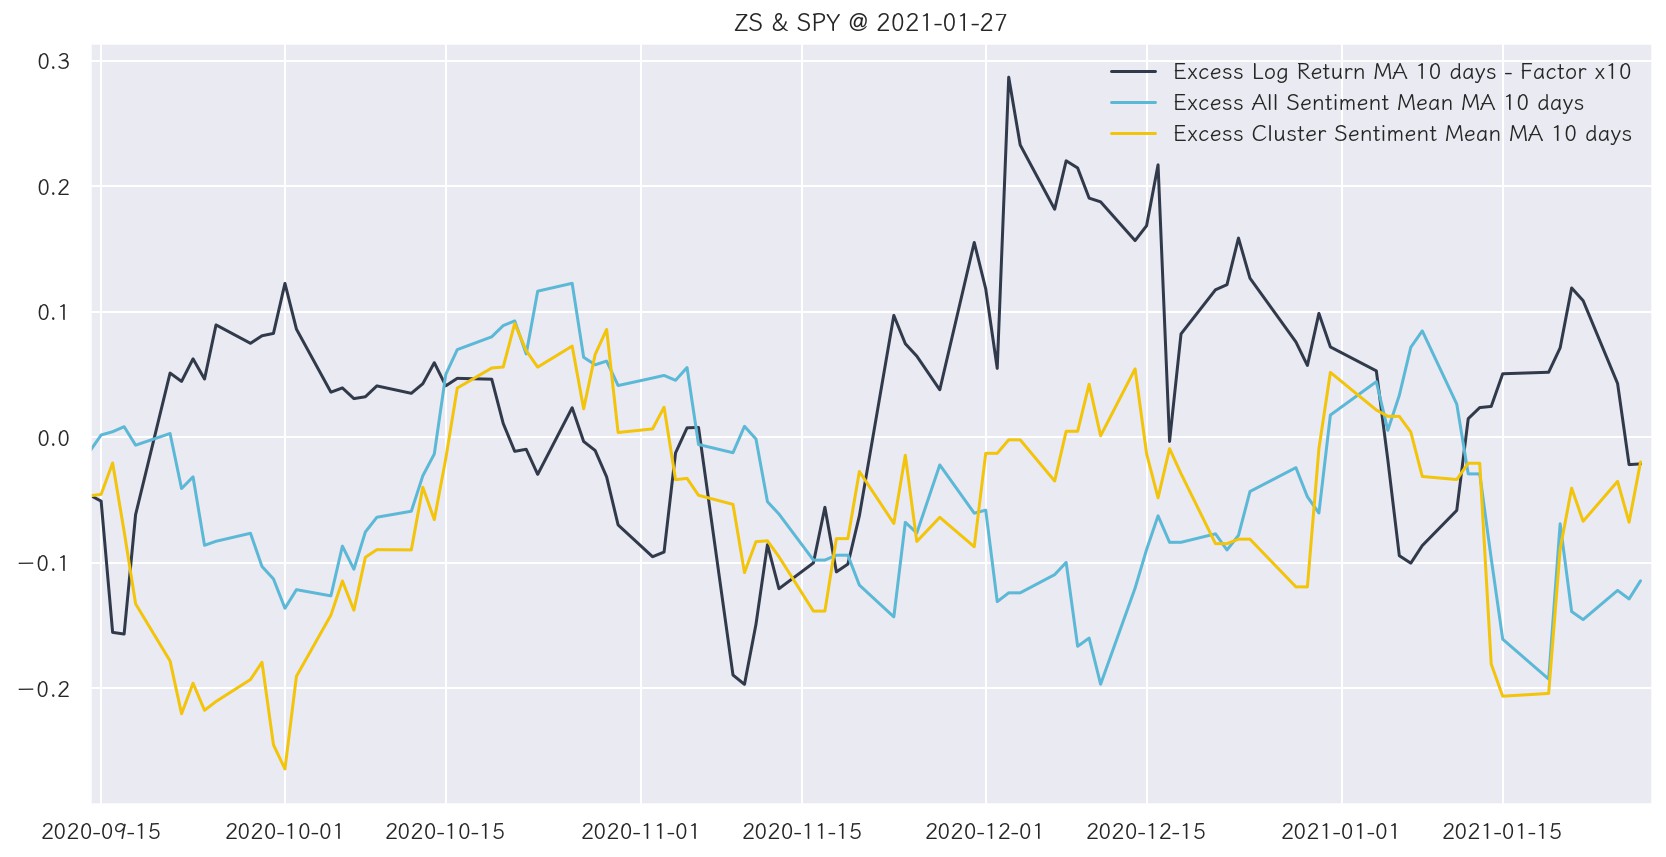 ZS & SPY @ 2021-01-27
Excess Log Return MA 10 days - Factor x10
Excess All Sentiment Mean MA 10 days
Excess Cluster Sentiment Mean MA 10 days
0.3
0.2
0.1
0.0
−0.1
−0.2
2020-09-15 2020-10-01 2020-10-15 2020-11-01 2020-11-15 2020-12-01 2020-12-15 2021-01-01 2021-01-15